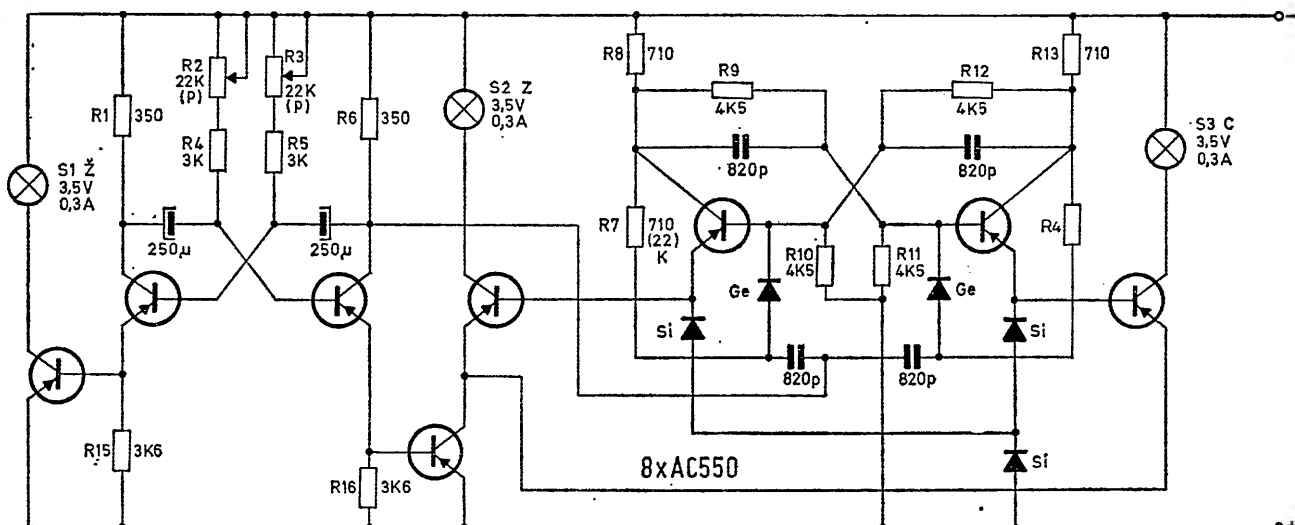 R1
350
R2
22K
(P)
R3
22K
(P)
R4
3K
R5
3K
R6
350
S1 Ž
3,5V
0,3A
250µ
250µ
R15
3K6
R16
3K6
S2 Z
3,5V
0,3A
R8
710
R9
4K5
820p
R12
4K5
820p
R13
710
S3 C
3,5V
0,3A
R7
710
(22)
K
R10
4K5
R11
4K5
R4
Ge
Ge
Si
Si
820p
820p
Si
8xAC550